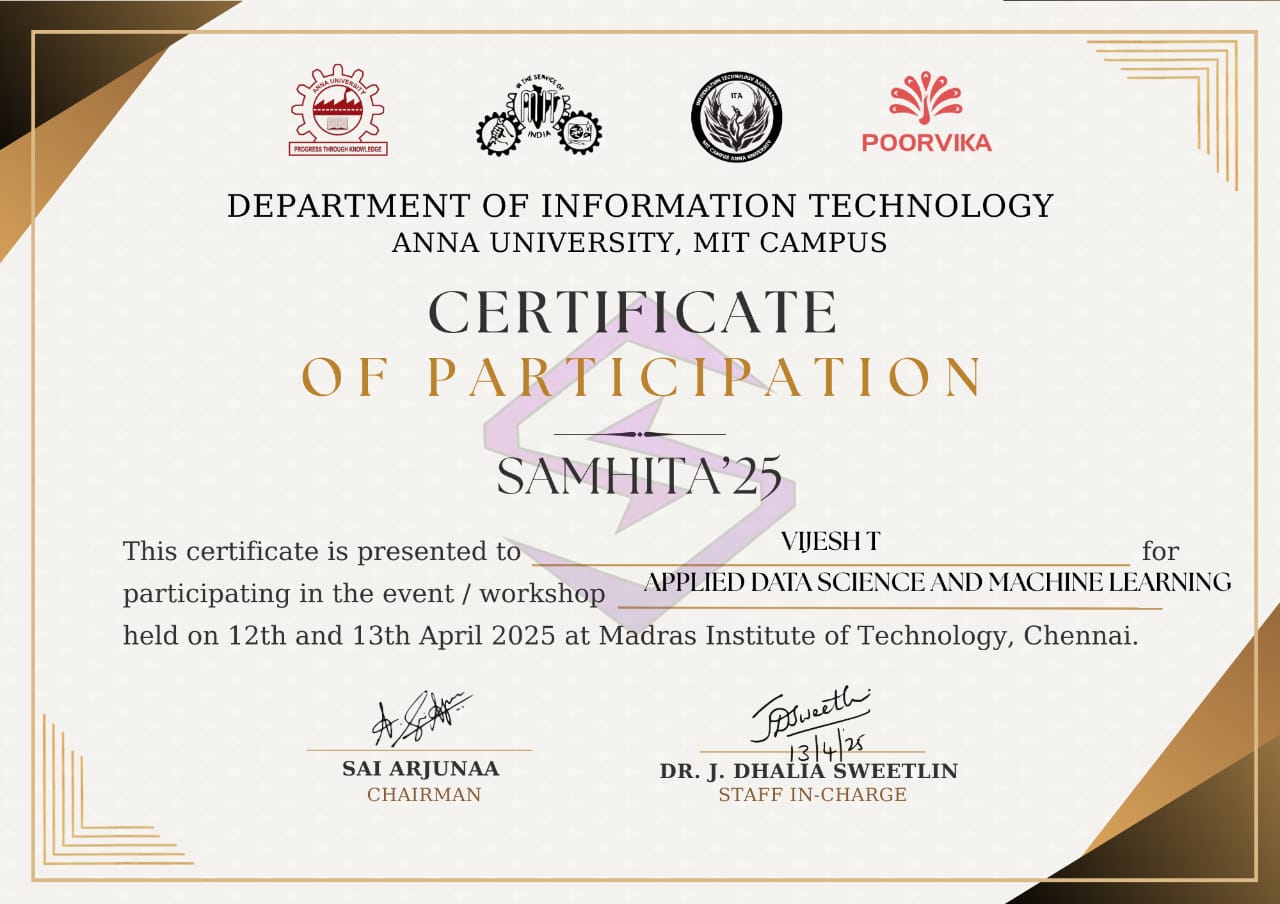 ANNA UNIVERSITY
PROGRESS THROUGH KNOWLEDGE
IN THE SERVICE OF
MIT
INDIA
INFORMATION TECHNOLOGY ASSOCIATION
ITA
MIT CAMPUS ANNA UNIVERSITY
POORVIKA
DEPARTMENT OF INFORMATION TECHNOLOGY
ANNA UNIVERSITY, MIT CAMPUS
CERTIFICATE
OF PARTICIPATION
SAMHITA’25
This certificate is presented to VIJESH T for
participating in the event / workshop APPLIED DATA SCIENCE AND MACHINE LEARNING
held on 12th and 13th April 2025 at Madras Institute of Technology, Chennai.
JDSweetli
13/4/25
SAI ARJUNAA
CHAIRMAN
DR. J. DHALIA SWEETLIN
STAFF IN-CHARGE